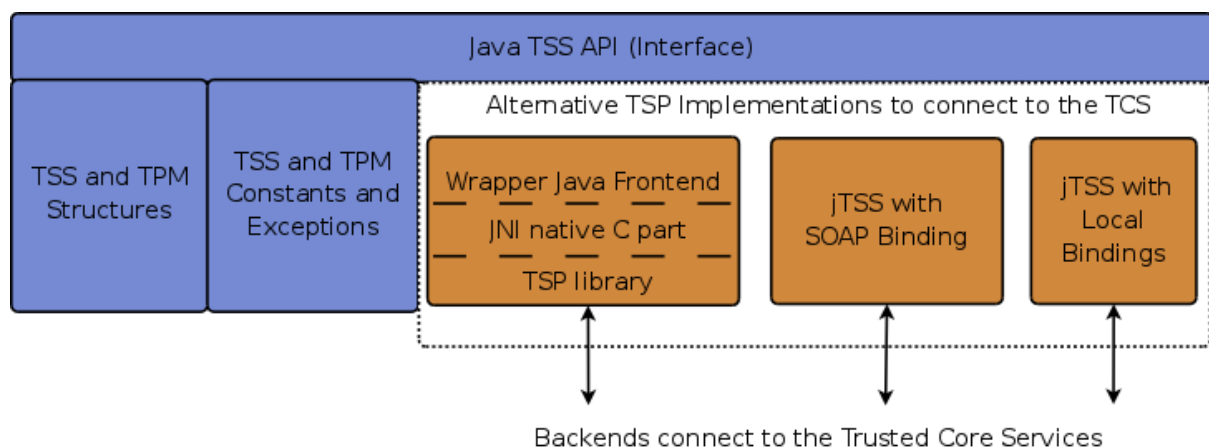 Java TSS API (Interface)
Alternative TSP Implementations to connect to the TCS
TSS and TPM
Structures
TSS and TPM
Constants and
Exceptions
Wrapper Java Frontend
JNI native C part
TSP library
jTSS with
SOAP Binding
jTSS with
Local
Bindings
Backends connect to the Trusted Core Services